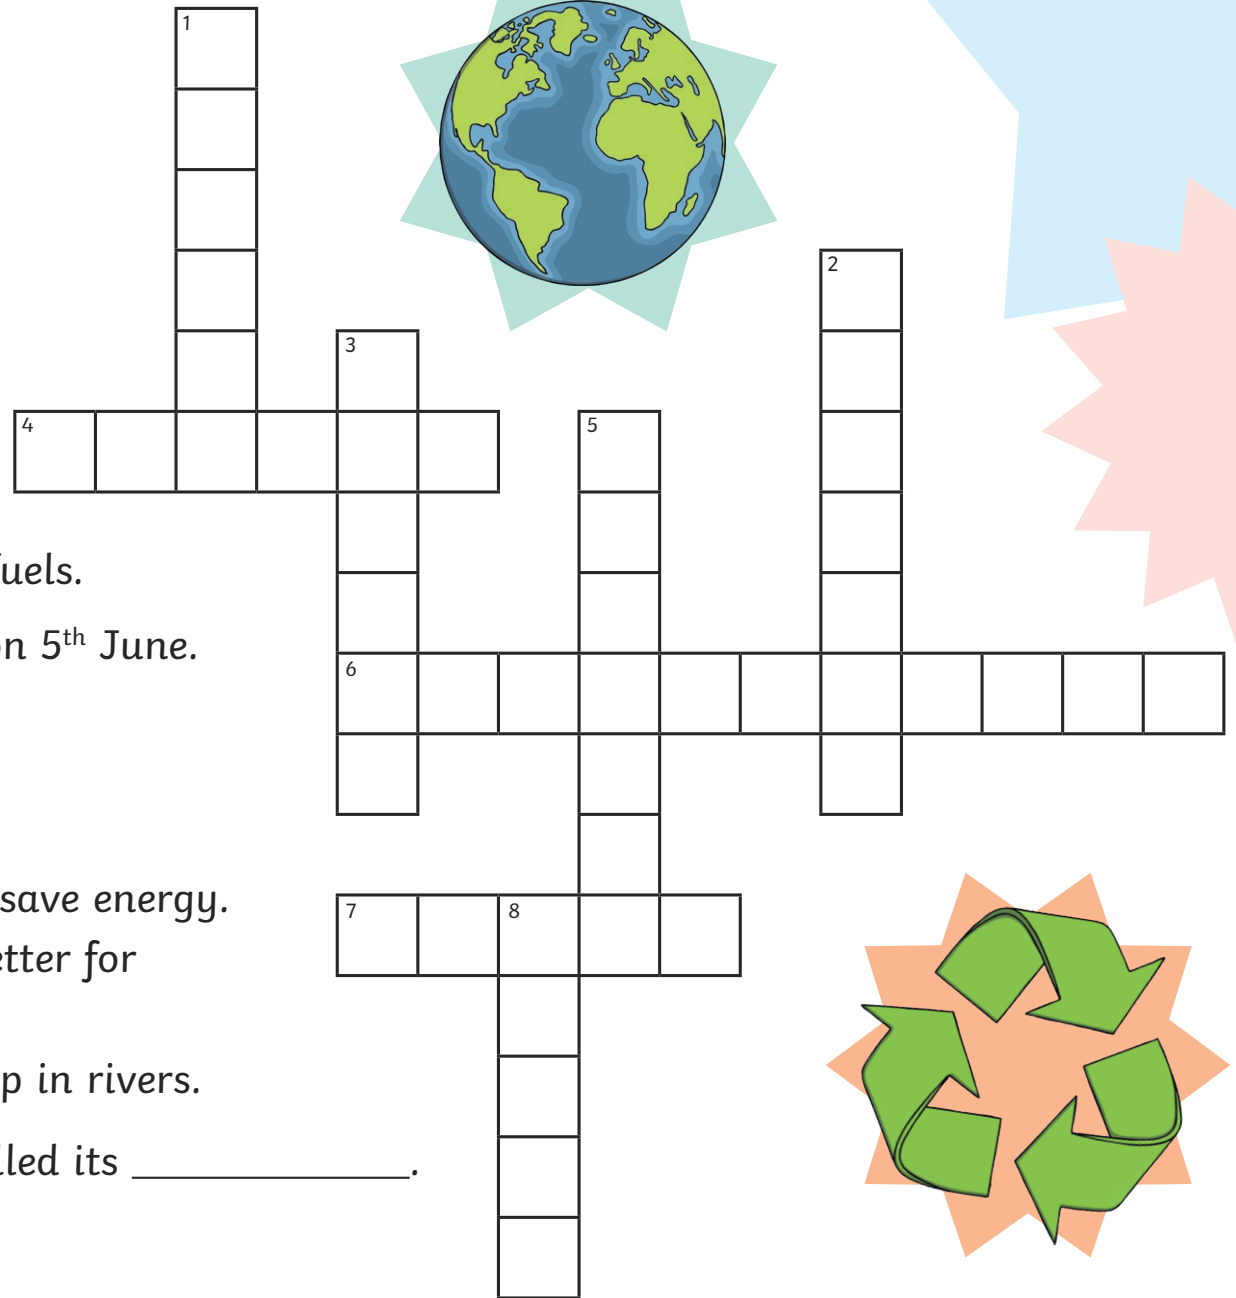 1
2
3
4
5
uels.
n 5th June.
6
save energy.
7
8
etter for
p in rivers.
lled its ____________.